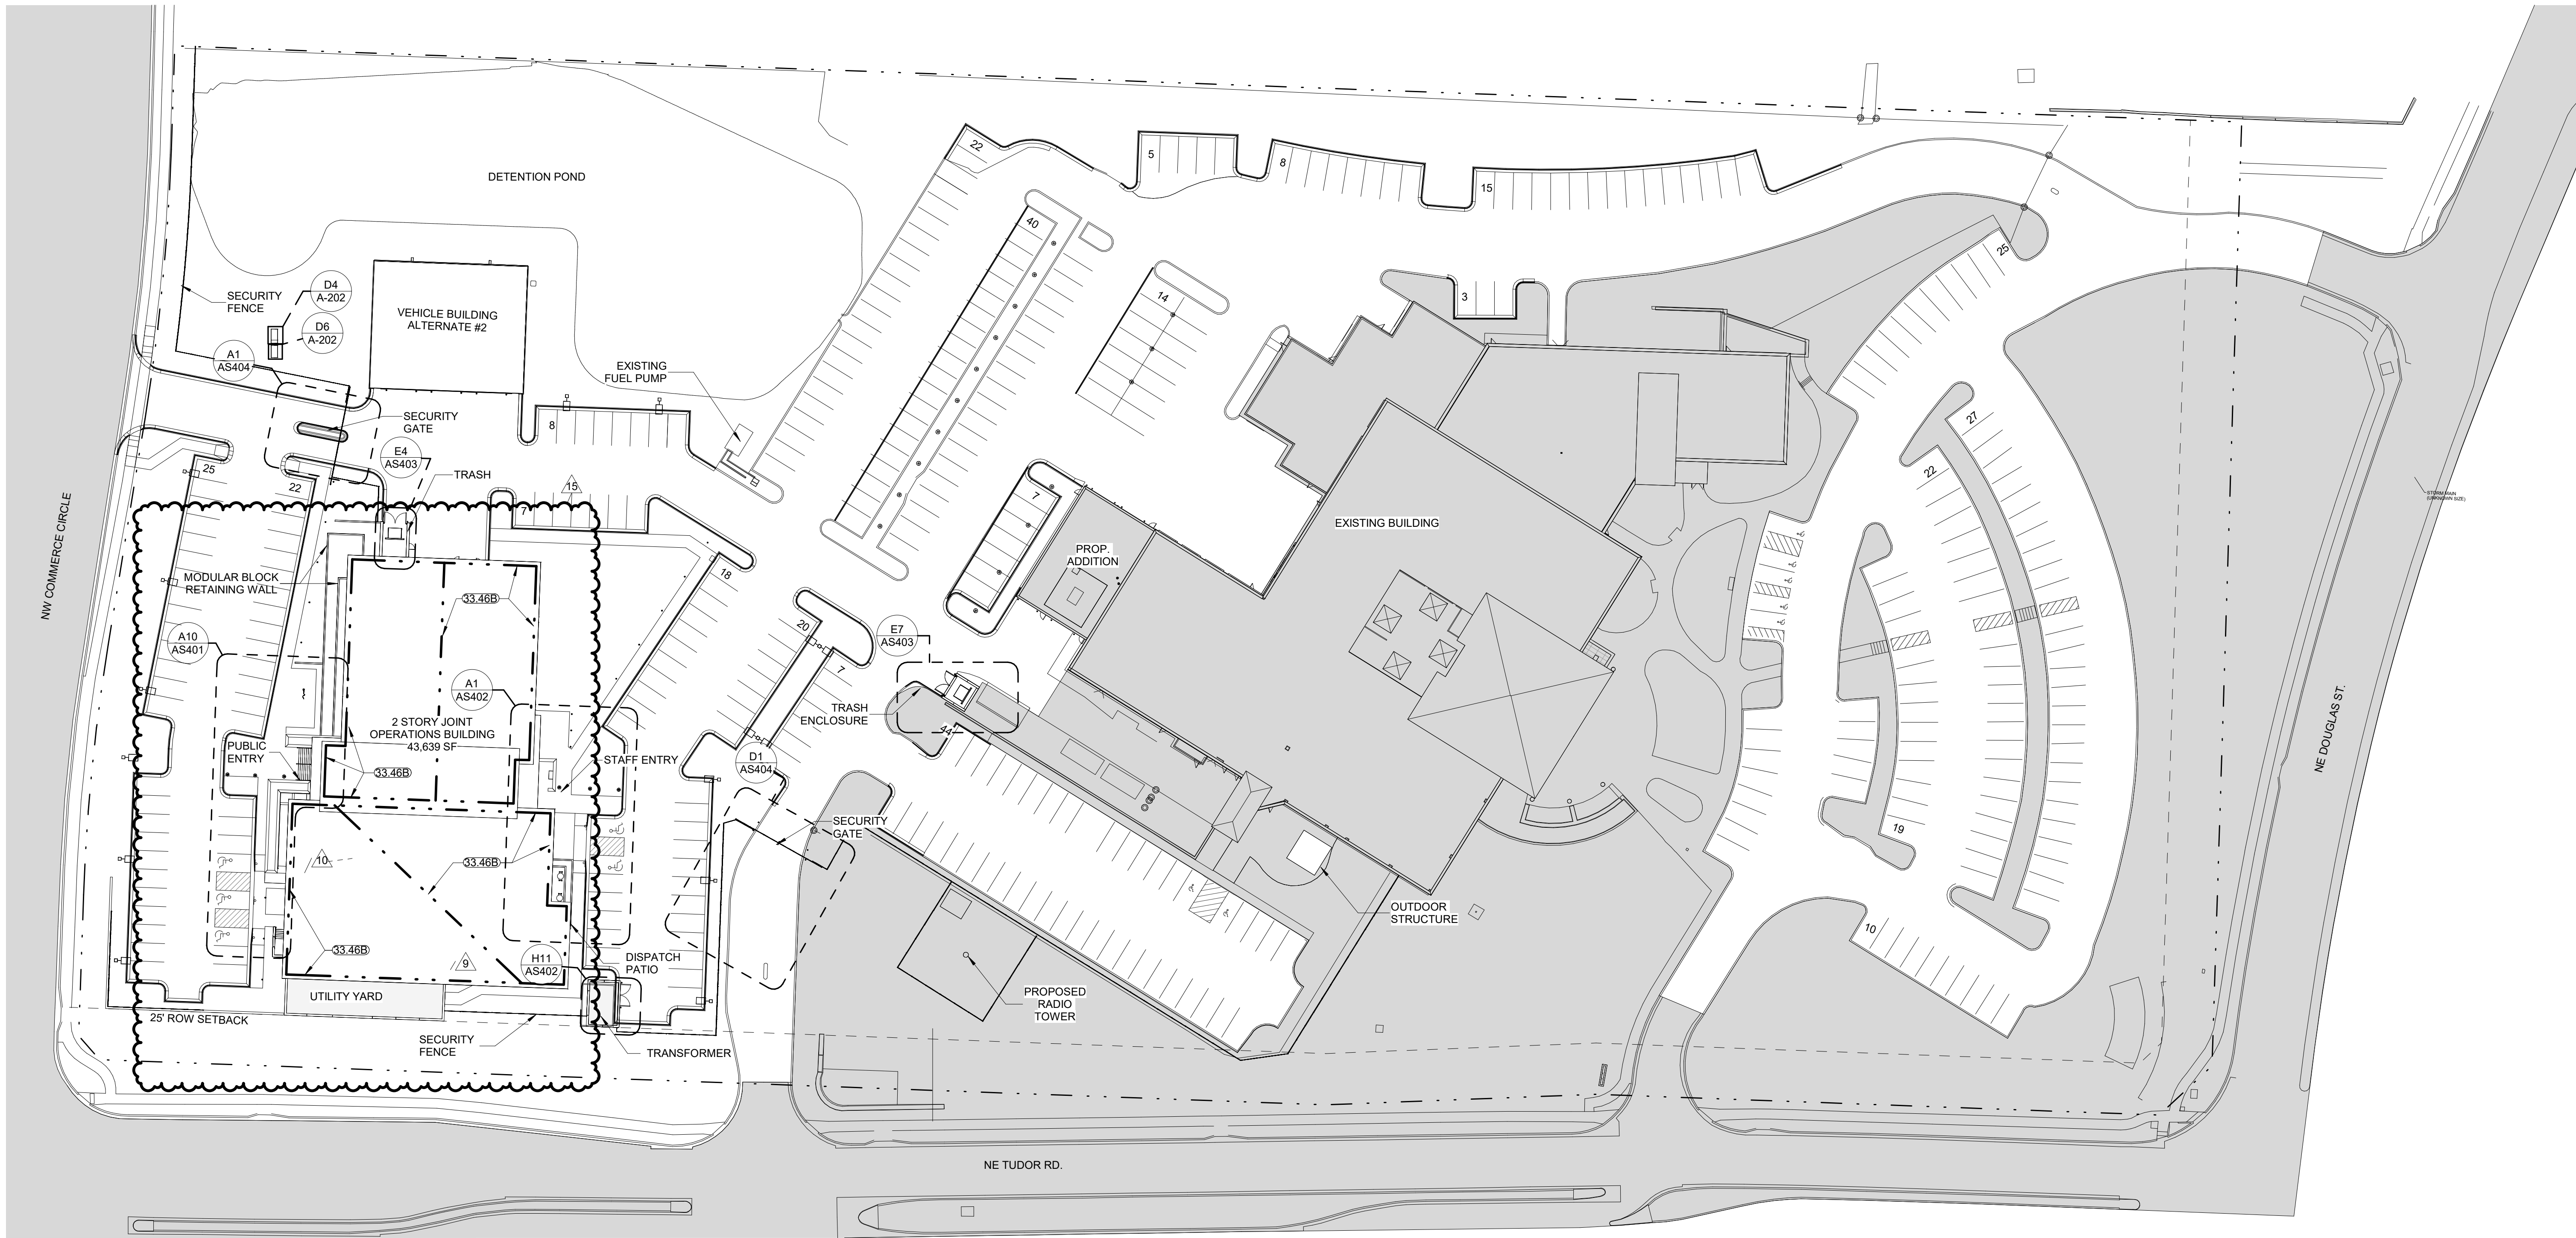 22
5
8
15
40
14
3
25
DETENTION POND
SECURITY
FENCE
D4
A-202
D6
A-202
A1
AS404
VEHICLE BUILDING
ALTERNATE #2
EXISTING
FUEL PUMP
SECURITY
GATE
8
E4
AS403
TRASH
25
22
15
7
7
18
20
7
27
22
STORM MAIN
(UNKNOWN SIZE)
NW COMMERCE CIRCLE
EXISTING BUILDING
PROP.
ADDITION
MODULAR BLOCK
RETAINING WALL
33.46B
A10
AS401
A1
AS402
E7
AS403
TRASH
ENCLOSURE
44
2 STORY JOINT
OPERATIONS BUILDING
43,639 SF
PUBLIC
ENTRY
33.46B
STAFF ENTRY
D1
AS404
SECURITY
GATE
NE DOUGLAS ST.
19
10
33.46B
10
OUTDOOR
STRUCTURE
33.46B
9
H11
AS402
DISPATCH
PATIO
UTILITY YARD
PROPOSED
RADIO
TOWER
25' ROW SETBACK
SECURITY
FENCE
TRANSFORMER
NE TUDOR RD.